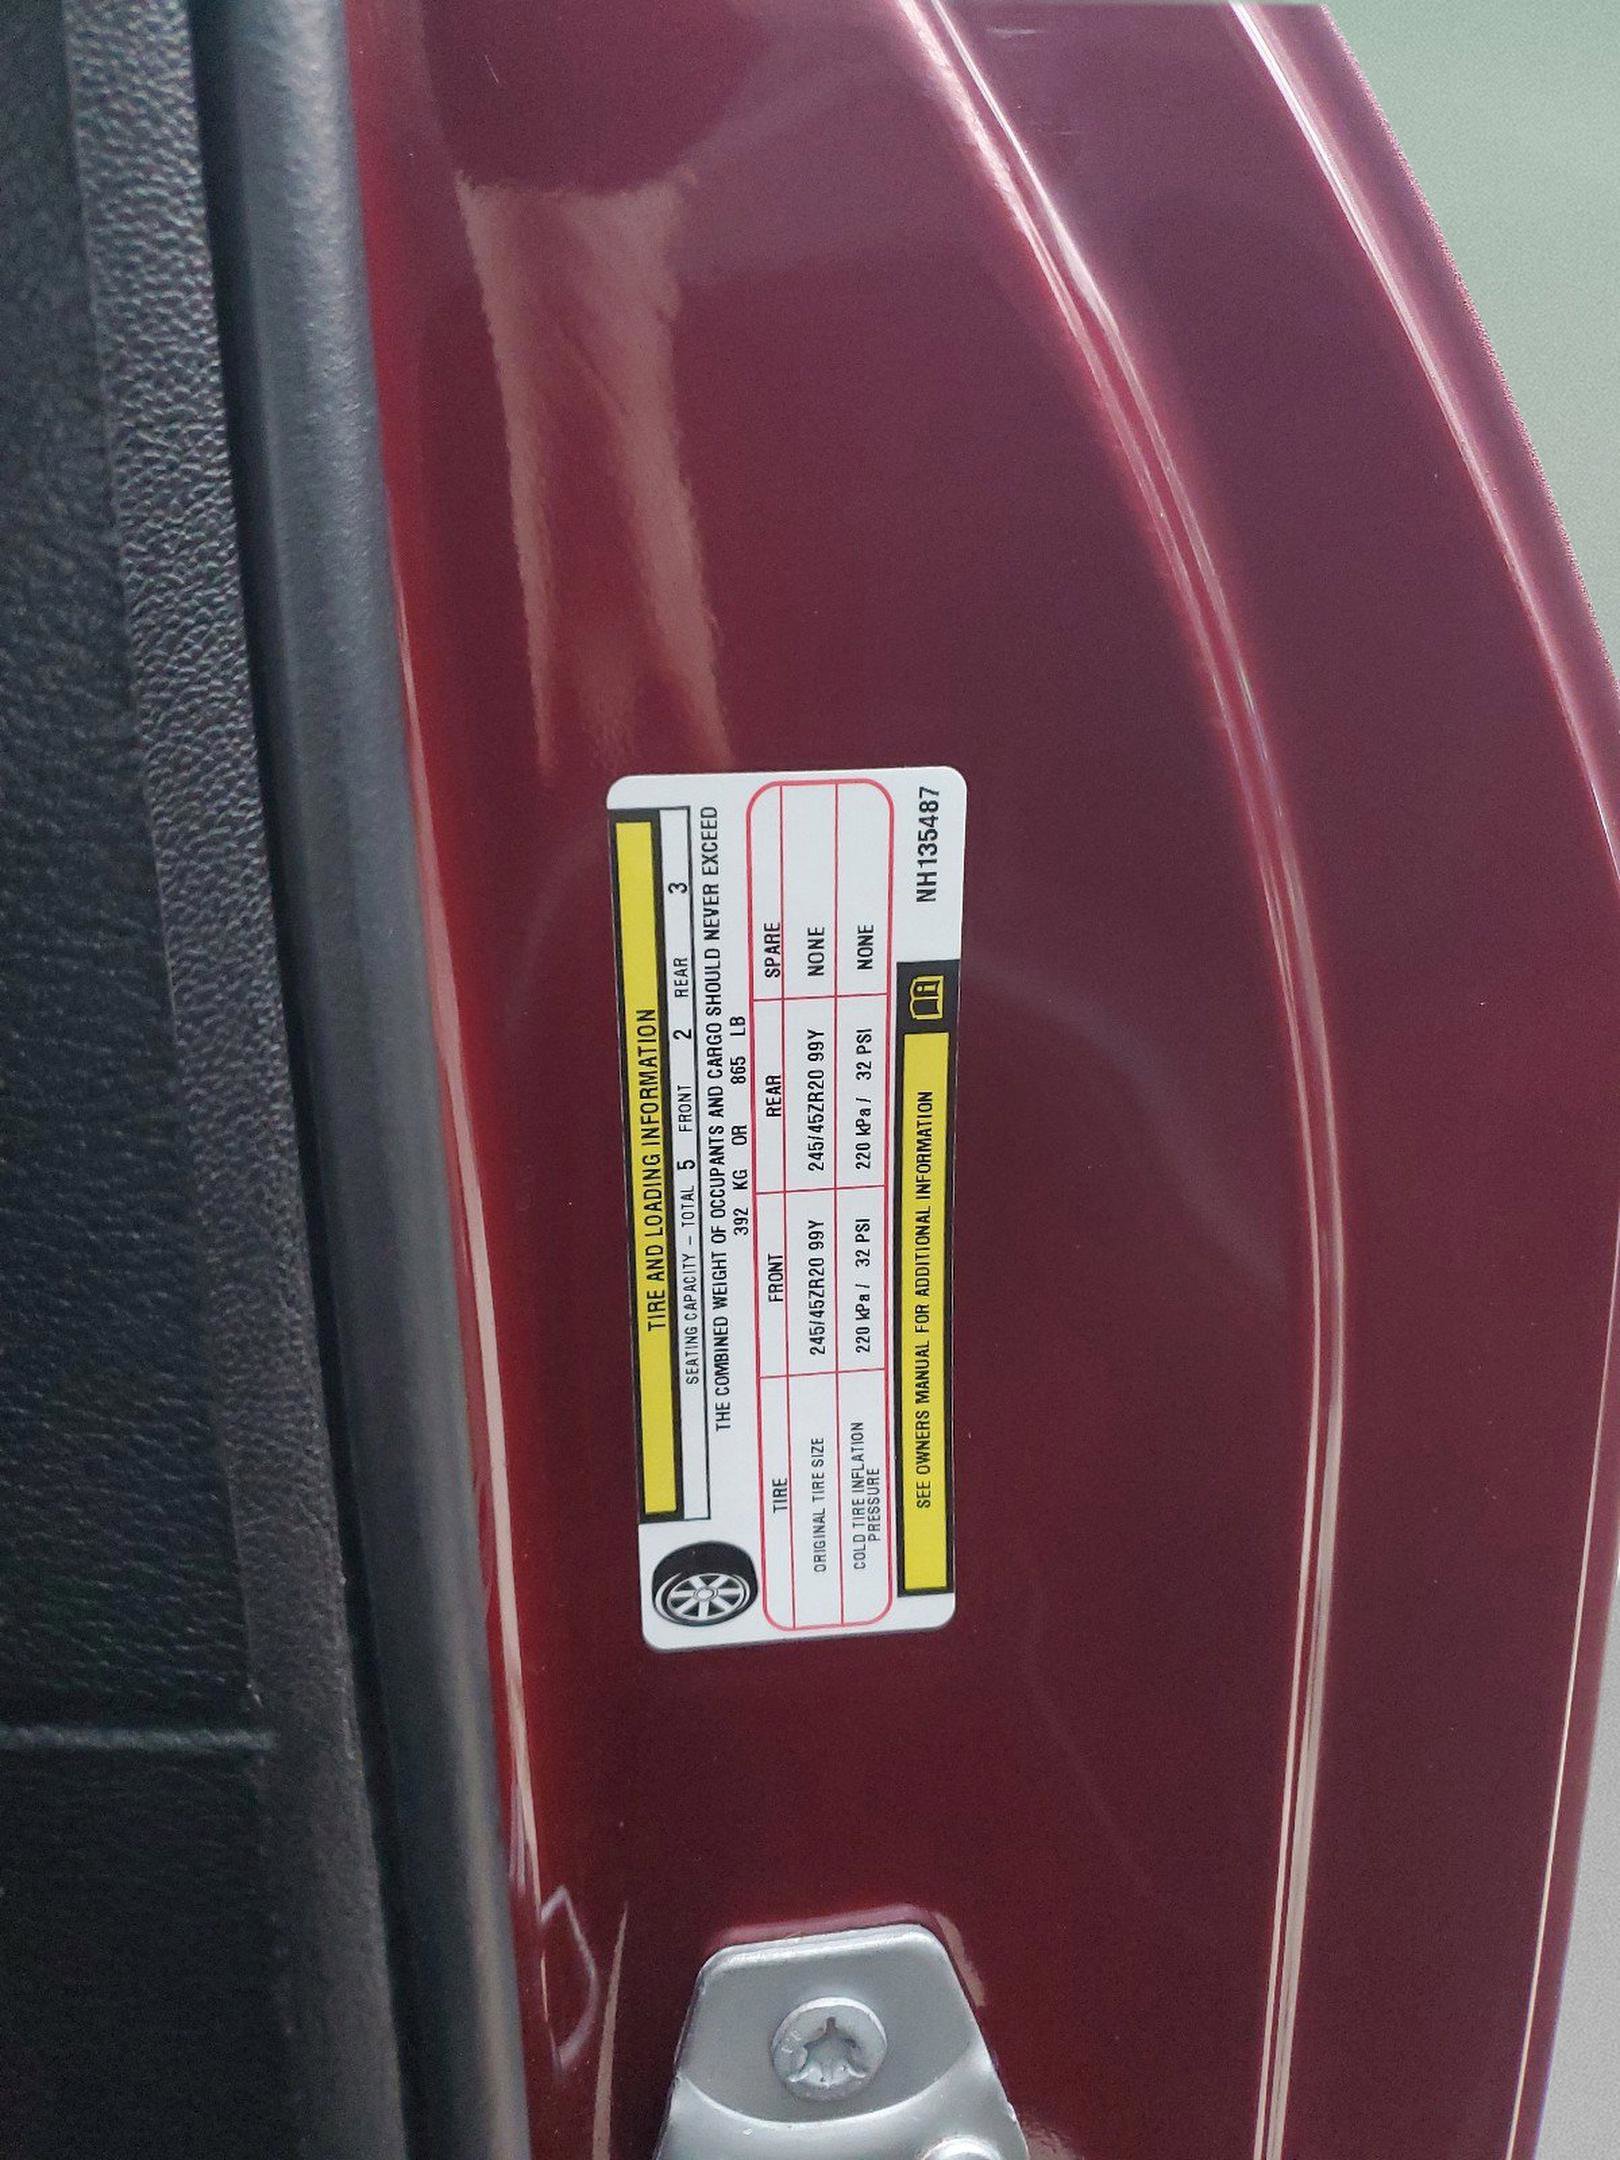 TIRE AND LOADING INFORMATION
SEATING CAPACITY – TOTAL 5 FRONT 2 REAR 3
THE COMBINED WEIGHT OF OCCUPANTS AND CARGO SHOULD NEVER EXCEED
392 KG OR 865 LB
TIRE FRONT REAR SPARE
ORIGINAL TIRE SIZE 245/45ZR20 99Y 245/45ZR20 99Y NONE
COLD TIRE INFLATION PRESSURE 220 kPa / 32 PSI 220 kPa / 32 PSI NONE
SEE OWNERS MANUAL FOR ADDITIONAL INFORMATION
NH135487